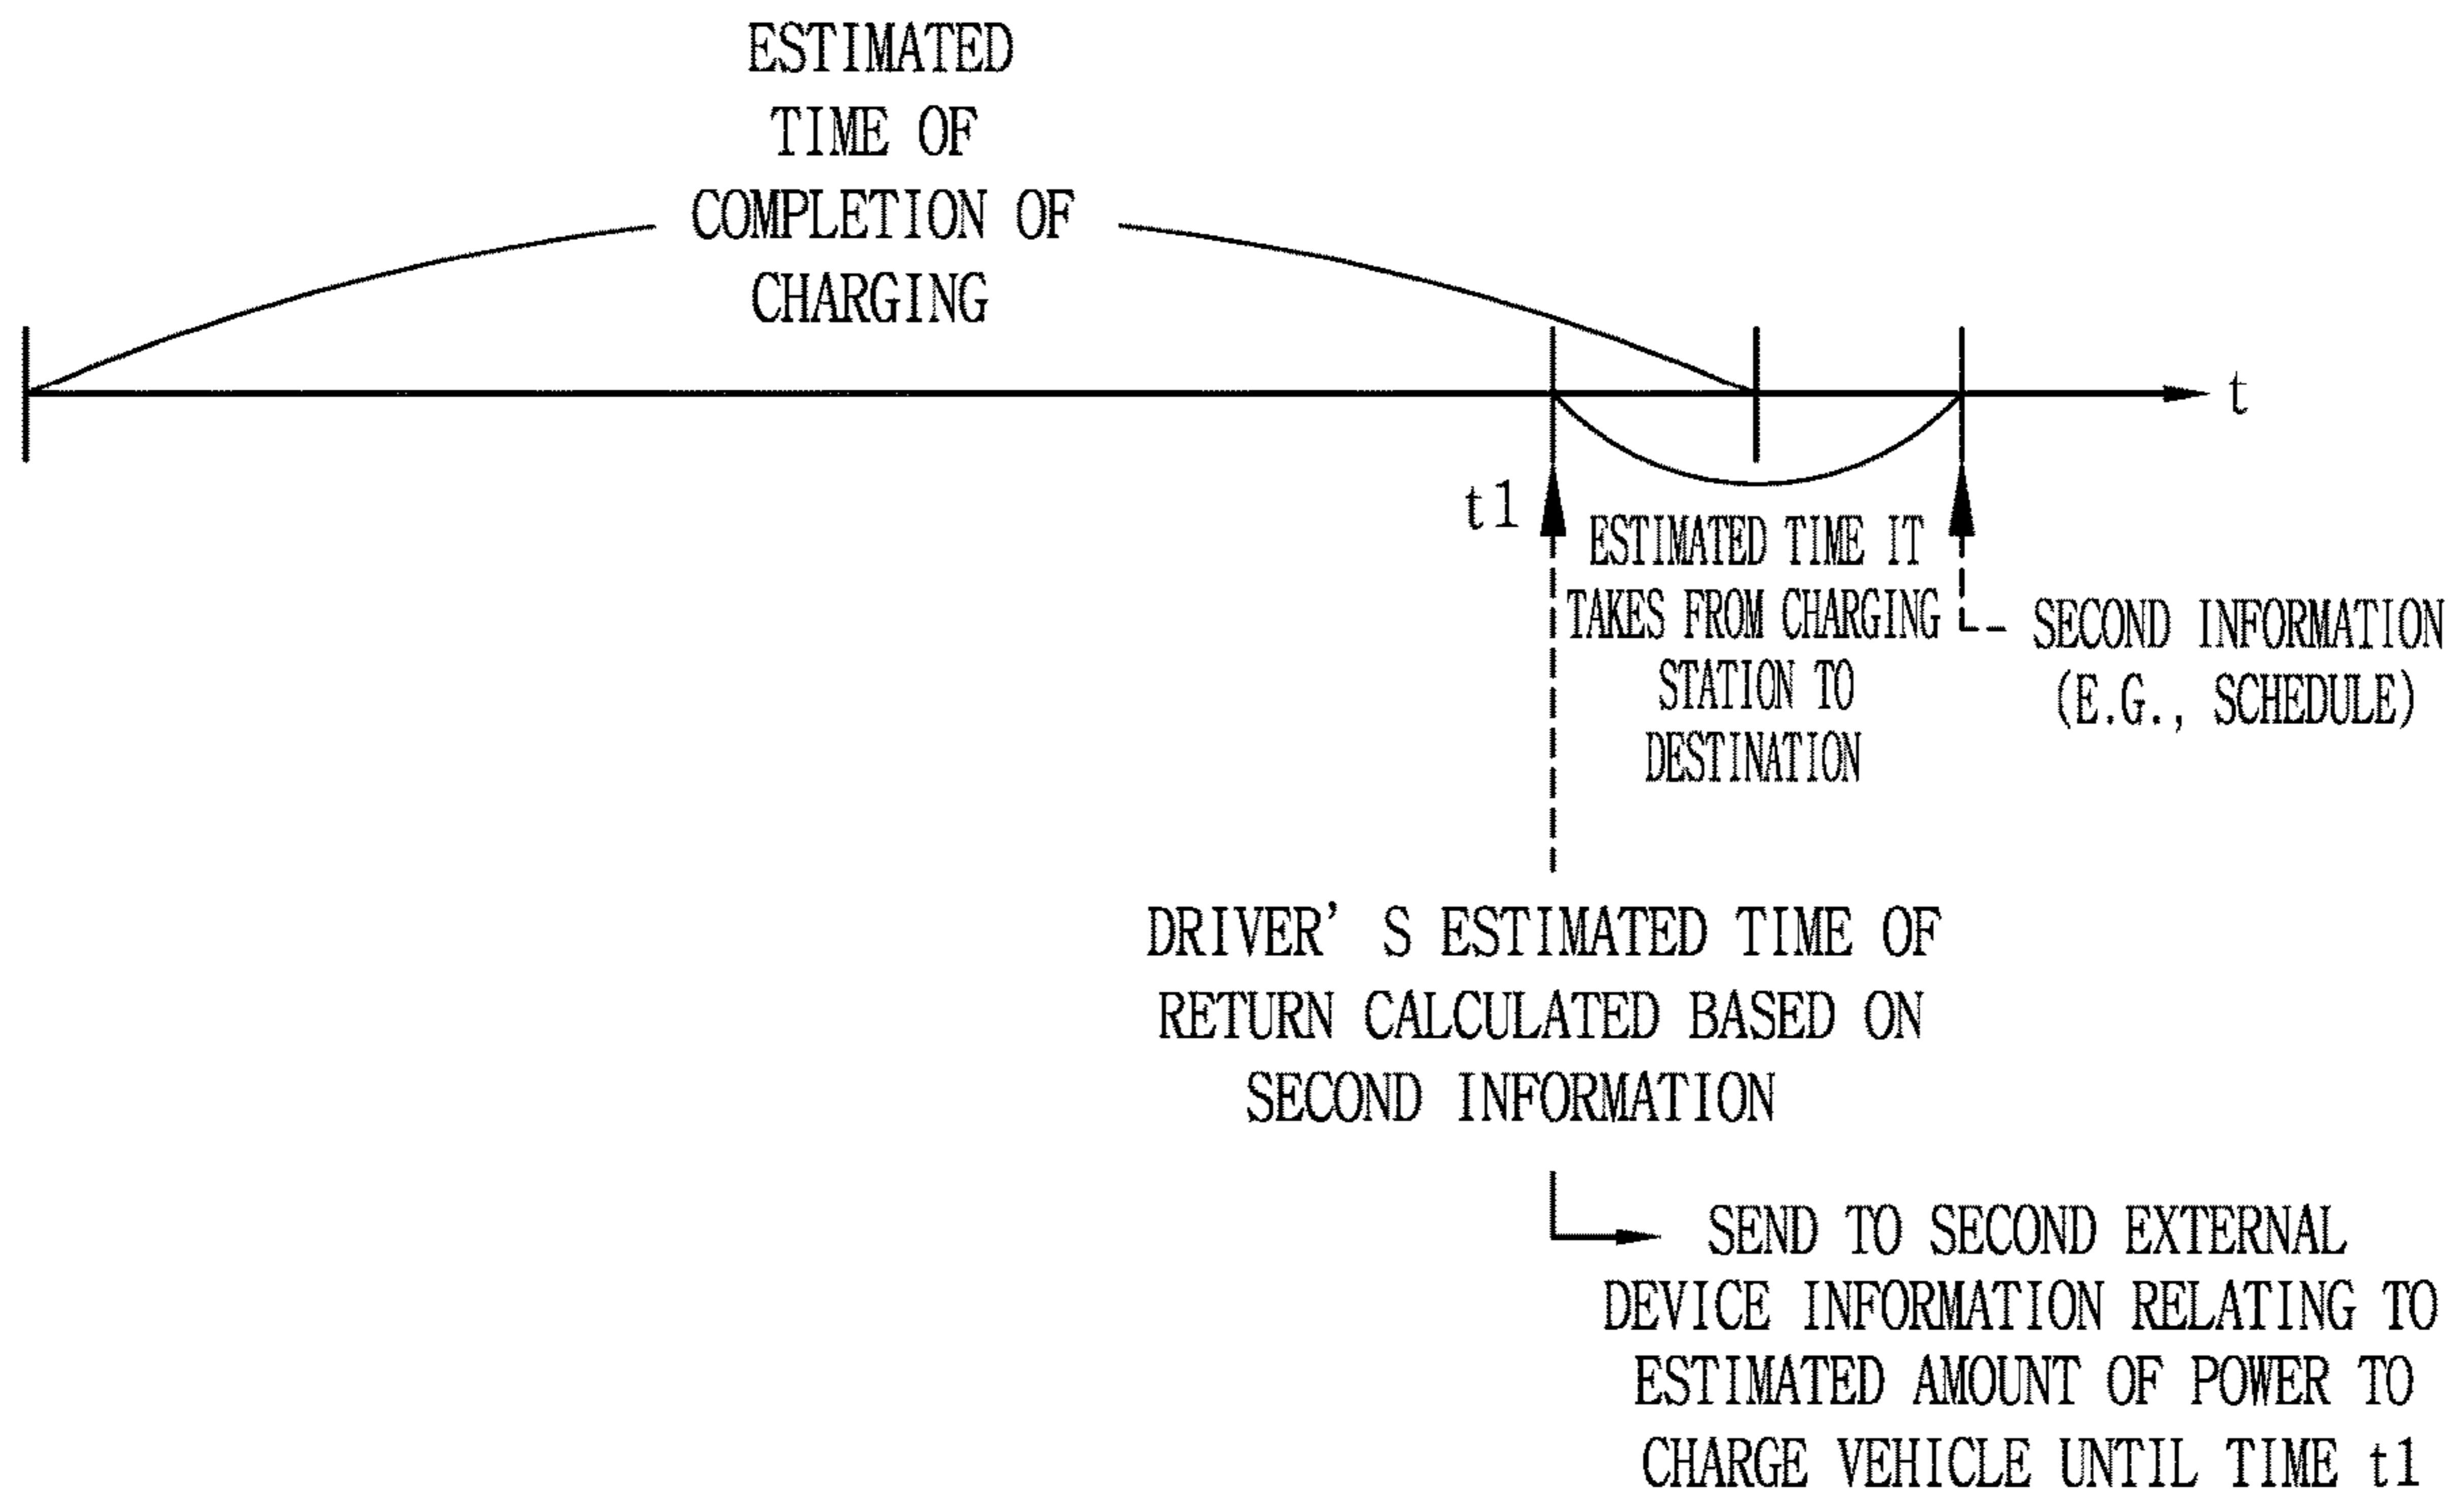 ESTIMATED
TIME OF
COMPLETION OF
CHARGING
t
t1
ESTIMATED TIME IT
TAKES FROM CHARGING
STATION TO
DESTINATION
SECOND INFORMATION
(E.G., SCHEDULE)
DRIVER' S ESTIMATED TIME OF
RETURN CALCULATED BASED ON
SECOND INFORMATION
SEND TO SECOND EXTERNAL
DEVICE INFORMATION RELATING TO
ESTIMATED AMOUNT OF POWER TO
CHARGE VEHICLE UNTIL TIME t1